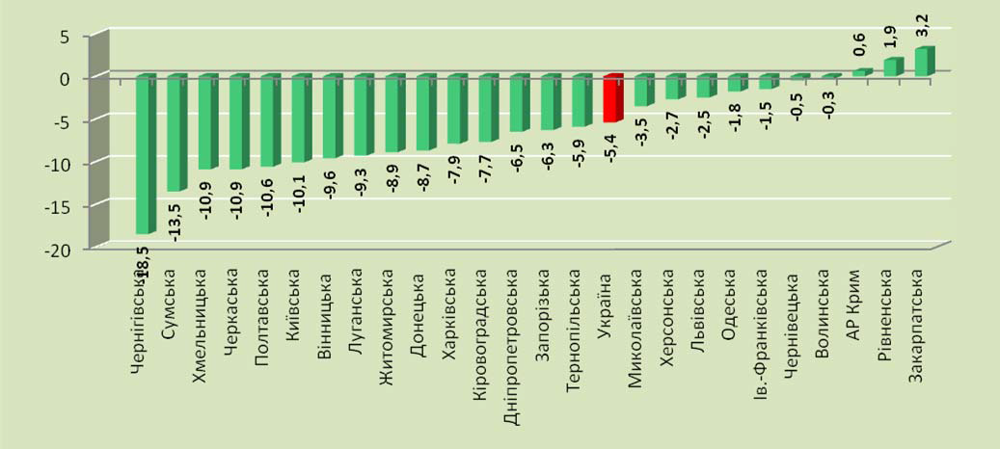 5
0
-5
-10
-15
-20
-18,5
-13,5
-10,9
-10,9
-10,6
-10,1
-9,6
-9,3
-8,9
-8,7
-7,9
-7,7
-6,5
-6,3
-5,9
-5,4
-3,5
-2,7
-2,5
-1,8
-1,5
-0,5
-0,3
0,6
1,9
3,2
Чернігівська
Сумська
Хмельницька
Черкаська
Полтавська
Київська
Вінницька
Луганська
Житомирська
Донецька
Харківська
Кіровоградська
Дніпропетровська
Запорізька
Тернопільська
Україна
Миколаївська
Херсонська
Львівська
Одеська
Ів.-Франківська
Чернівецька
Волинська
АР Крим
Рівненська
Закарпатська